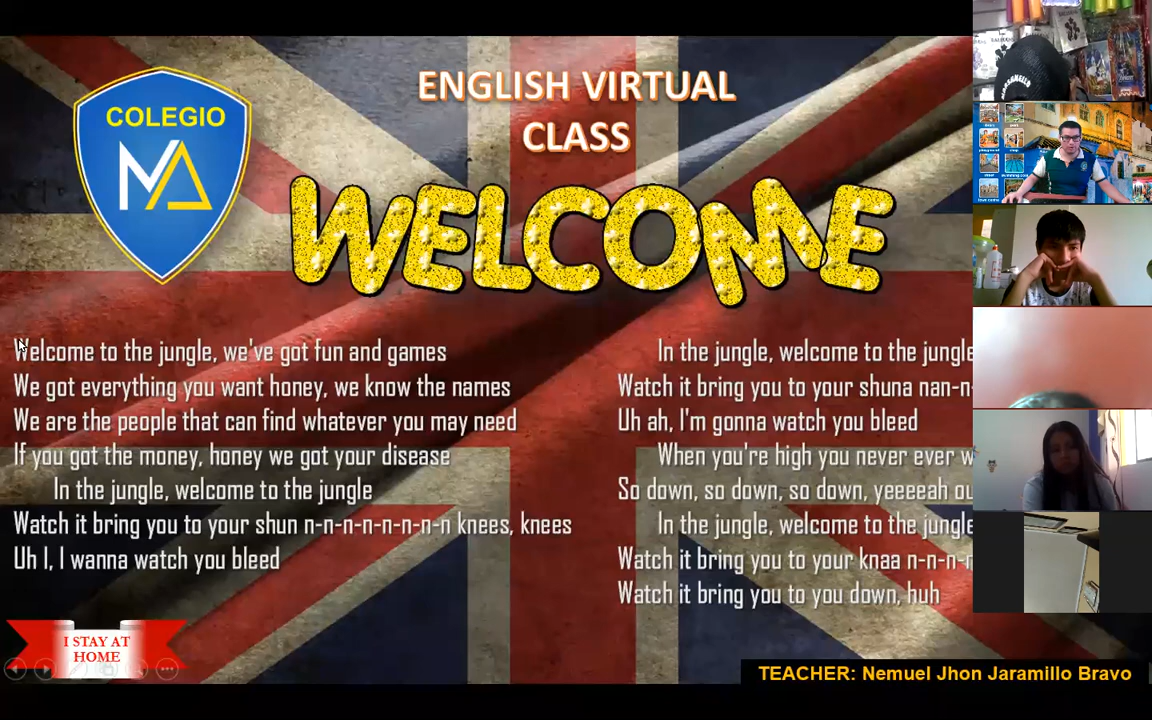 COLEGIO
MA
ENGLISH VIRTUAL
CLASS
WELCOME
Welcome to the jungle, we've got fun and games
We got everything you want honey, we know the names
We are the people that can find whatever you may need
If you got the money, honey we got your disease
In the jungle, welcome to the jungle
Watch it bring you to your shun n-n-n-n-n-n-n-n knees, knees
Uh I, I wanna watch you bleed
In the jungle, welcome to the jungle
Watch it bring you to your shuna nan-n-
Uh ah, I'm gonna watch you bleed
When you're high you never ever w
So down, so down, so down, yeeeeah ou
In the jungle, welcome to the jungle
Watch it bring you to your knaa n-n-n-n
Watch it bring you to you down, huh
I STAY AT
HOME
TEACHER: Nemuel Jhon Jaramillo Bravo